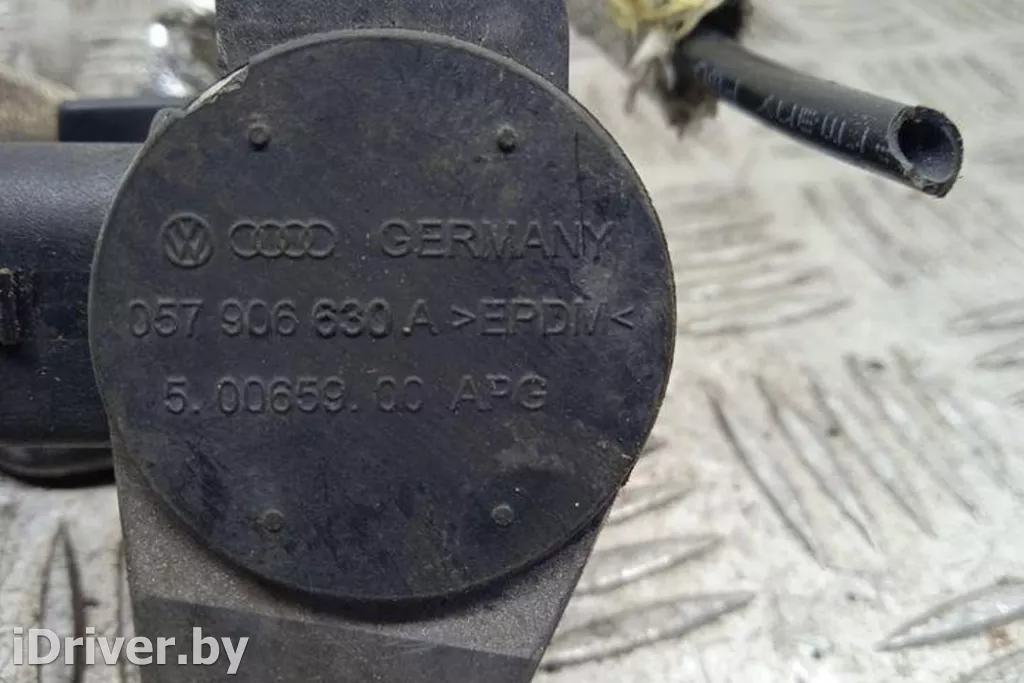 GERMANY
057 906 630 A >EPDM<
5.00659.00 APG
iDriver.by